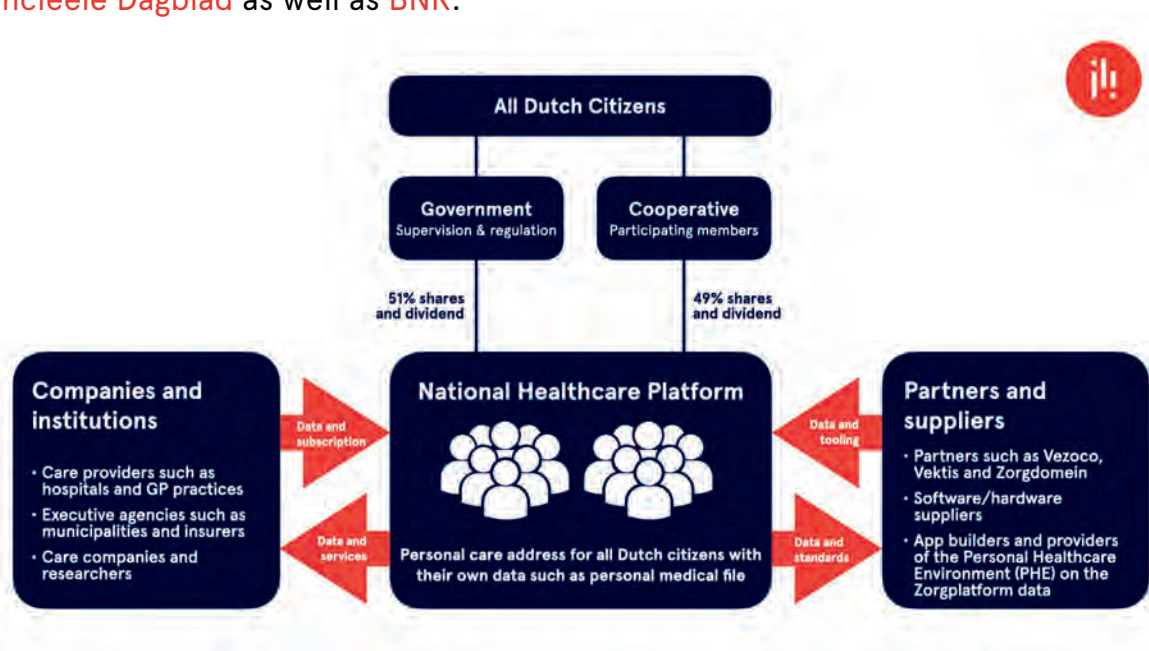 Dagblad as well as BNR.
All Dutch Citizens
Government
Supervision & regulation
Cooperative
Participating members
51% shares
and dividend
49% shares
and dividend
Companies and
institutions
· Care providers such as
hospitals and GP practices
· Executive agencies such as
municipalities and insurers
· Care companies and
researchers
Data and
subscription
Data and
services
National Healthcare Platform
Personal care address for all Dutch citizens with
their own data such as personal medical file
Data and
tooling
Data and
standards
Partners and
suppliers
· Partners such as Vezoco,
Vektis and Zorgdomein
· Software/hardware
suppliers
· App builders and providers
of the Personal Healthcare
Environment (PHE) on the
Zorgplatform data